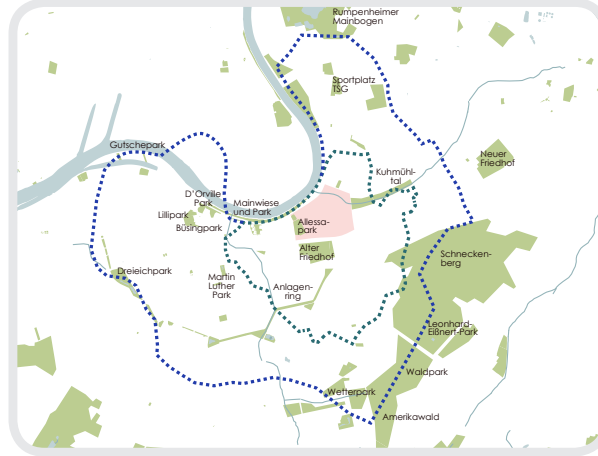 Rumpenheimer
Mainbogen
Sportplatz
TSG
Gutschepark
Neuer
Friedhof
Kuhmühl-
tal
D'Orville
Park
Mainwiese
und Park
Lillipark
Büsingpark
Allessa-
park
Alter
Friedhof
Schnecken-
berg
Dreieichpark
Martin
Luther
Park
Anlagen-
ring
Leonhard-
Eißnert-Park
Waldpark
Wetterpark
Amerikawald